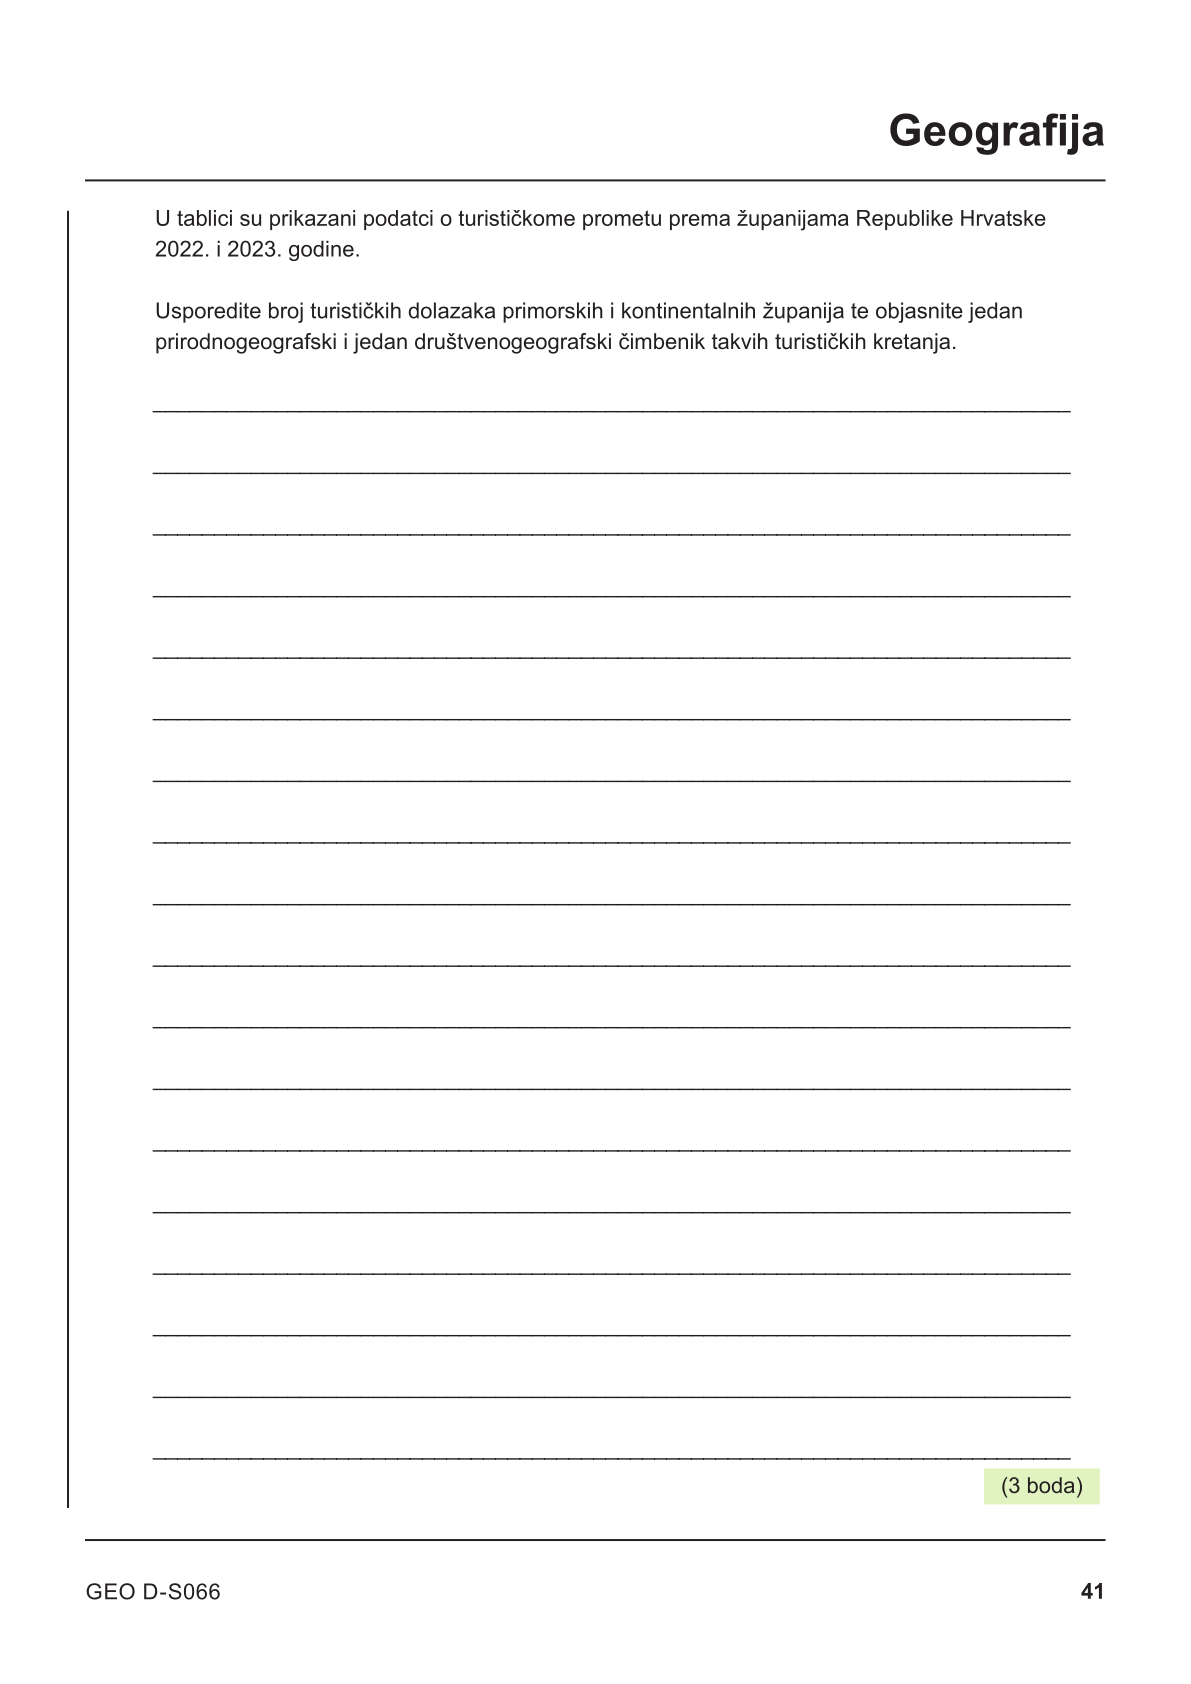 Geografija
U tablici su prikazani podatci o turističkome prometu prema županijama Republike Hrvatske
2022. i 2023. godine.
Usporedite broj turističkih dolazaka primorskih i kontinentalnih županija te objasnite jedan
prirodnogeografski i jedan društvenogeografski čimbenik takvih turističkih kretanja.
(3 boda)
GEO D-S066
41